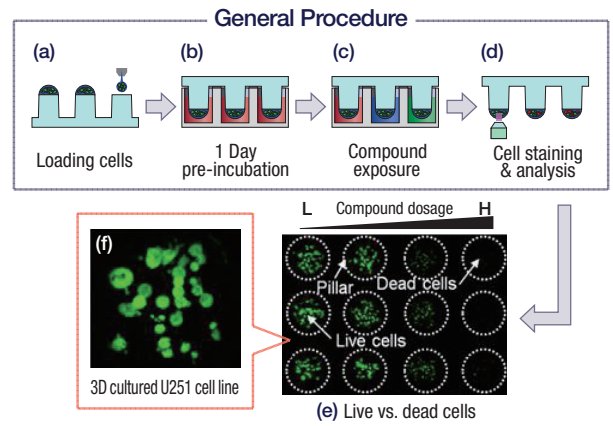 General Procedure
(a)
(b)
(c)
(d)
Loading cells
1 Day
pre-incubation
Compound
exposure
Cell staining
& analysis
L
Compound dosage
H
(f)
Pillar
Dead cells
Live cells
3D cultured U251 cell line
(e) Live vs. dead cells